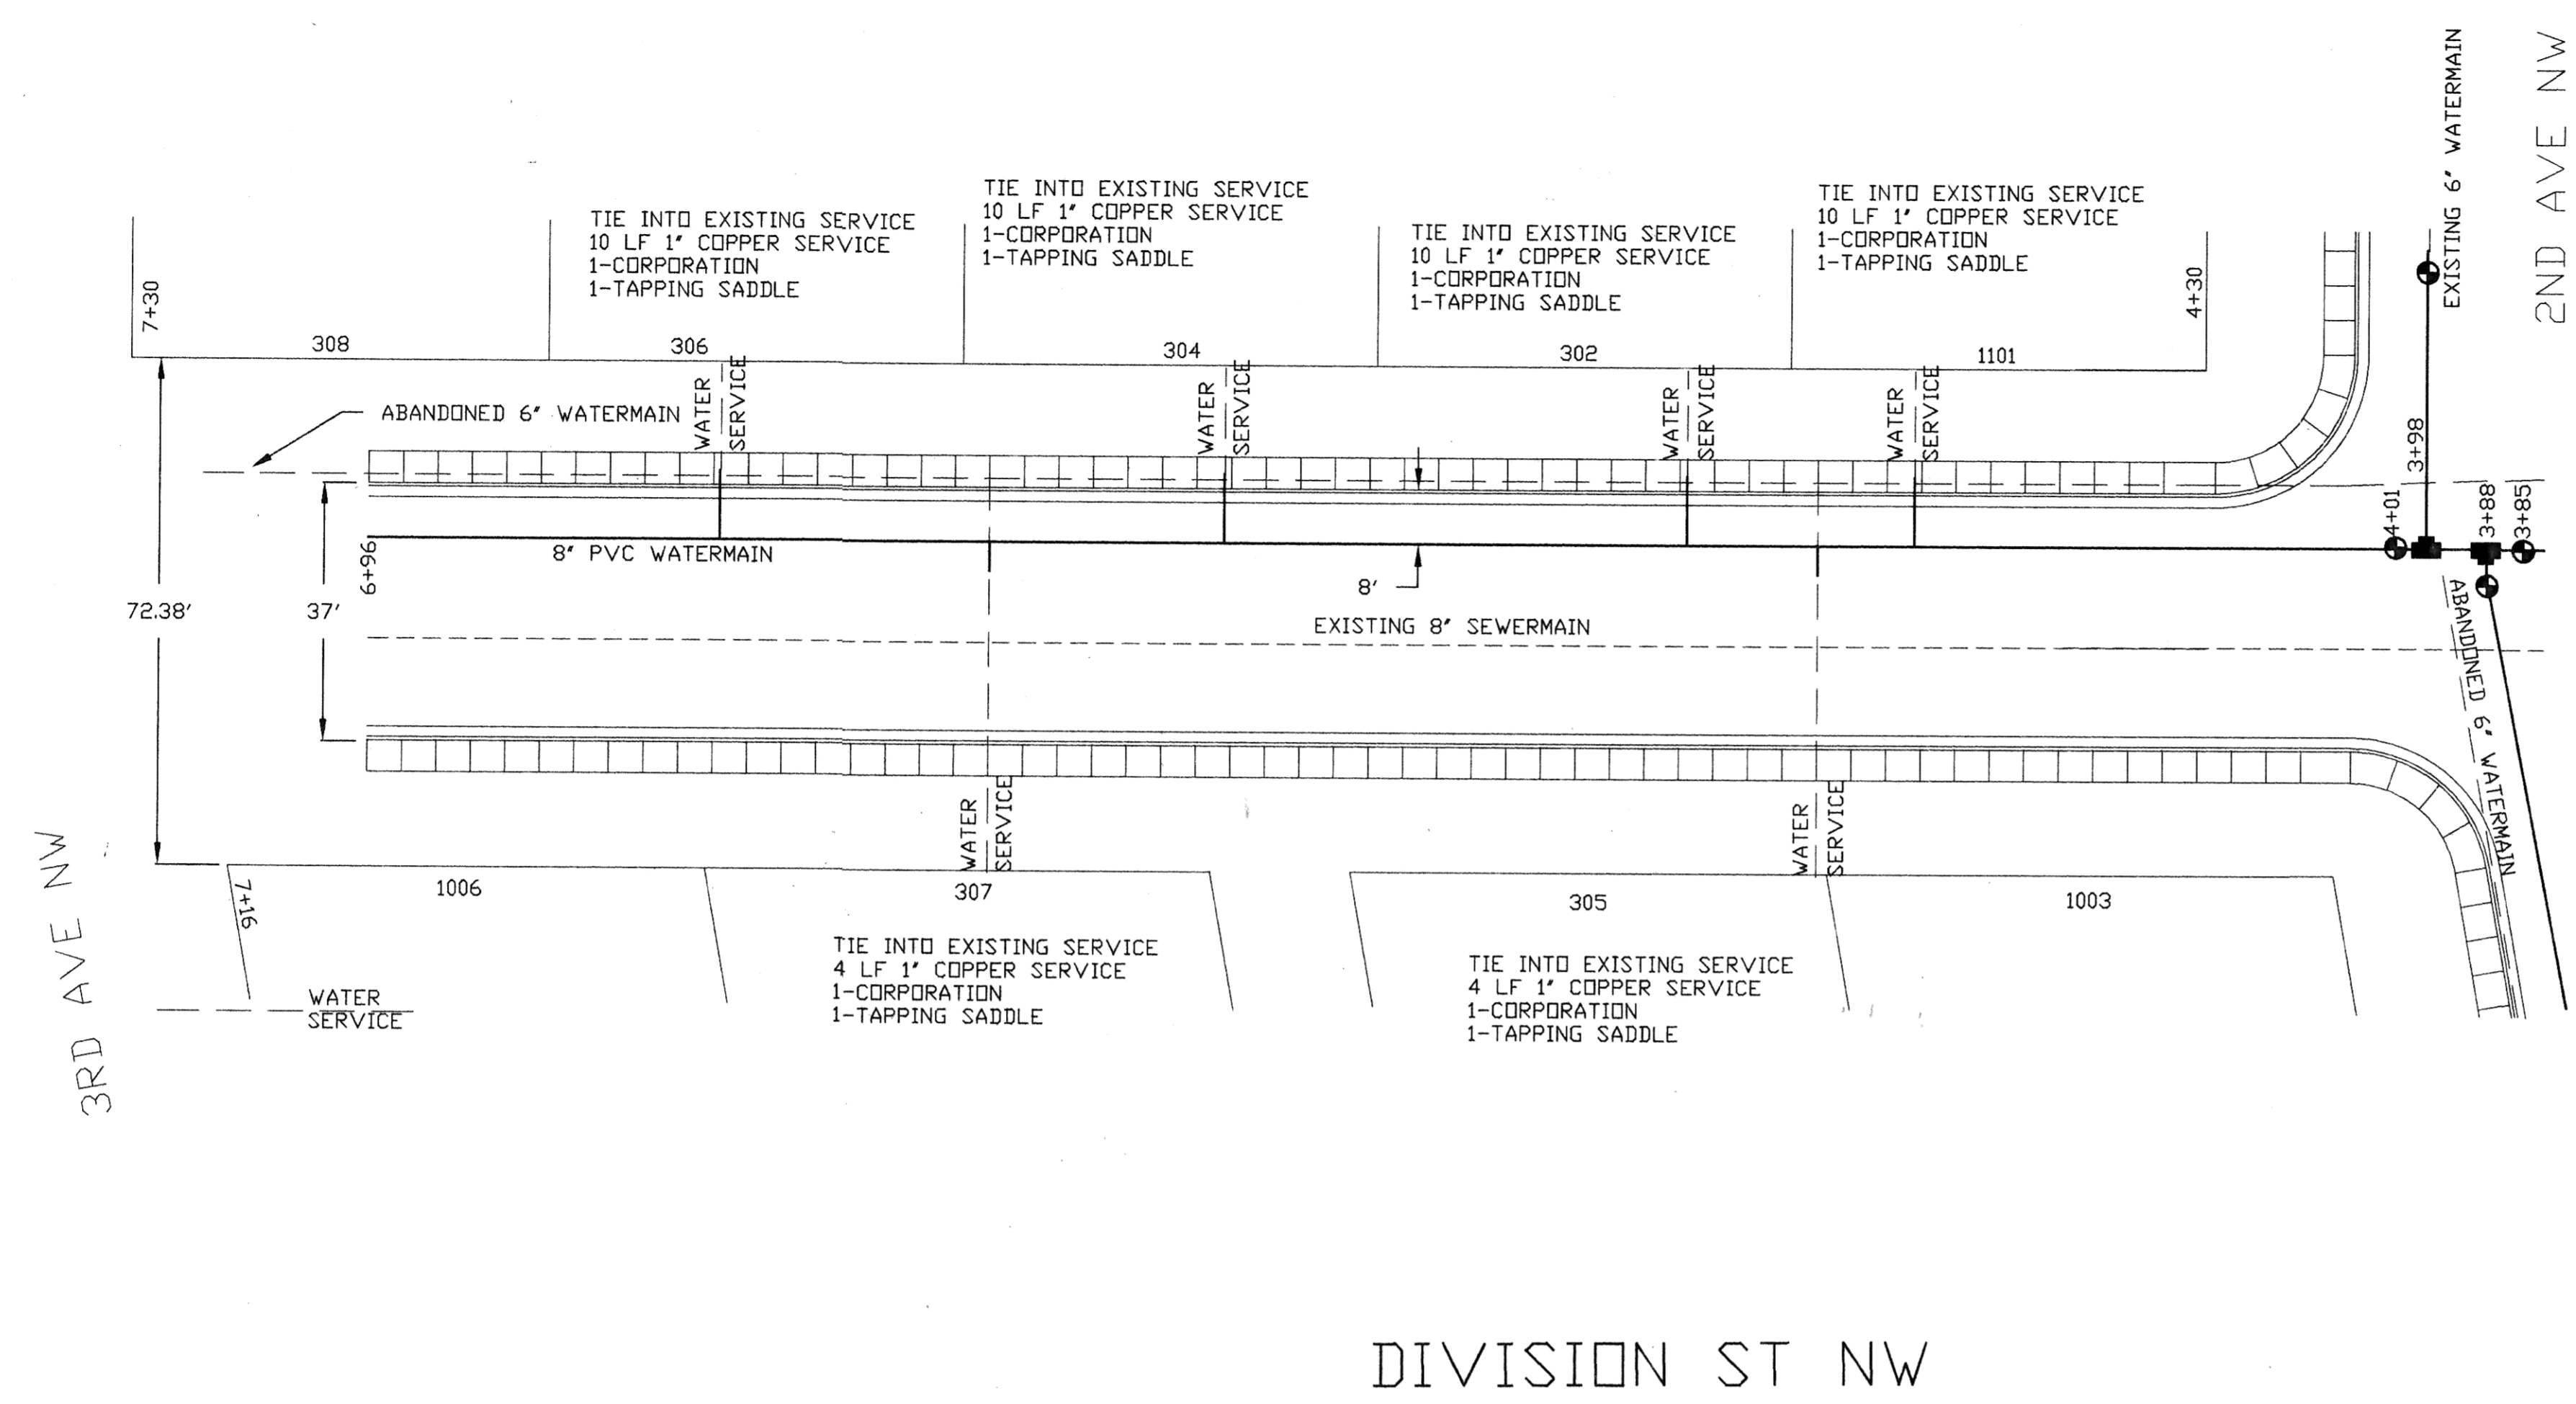 EXISTING 6" WATERMAIN
2ND AVE NW
TIE INTO EXISTING SERVICE
10 LF 1" COPPER SERVICE
1-CORPORATION
1-TAPPING SADDLE
TIE INTO EXISTING SERVICE
10 LF 1" COPPER SERVICE
1-CORPORATION
1-TAPPING SADDLE
TIE INTO EXISTING SERVICE
10 LF 1" COPPER SERVICE
1-CORPORATION
1-TAPPING SADDLE
TIE INTO EXISTING SERVICE
10 LF 1" COPPER SERVICE
1-CORPORATION
1-TAPPING SADDLE
7+30
4+30
308
306
304
302
1101
WATER
SERVICE
WATER
SERVICE
WATER
SERVICE
WATER
SERVICE
ABANDONED 6" WATERMAIN
3+98
4+01
3+88
3+85
6+96
8" PVC WATERMAIN
8'
72.38'
37'
EXISTING 8" SEWERMAIN
ABANDONED 6" WATERMAIN
WATER
SERVICE
WATER
SERVICE
3RD AVE NW
7+16
1006
307
305
1003
TIE INTO EXISTING SERVICE
4 LF 1" COPPER SERVICE
1-CORPORATION
1-TAPPING SADDLE
TIE INTO EXISTING SERVICE
4 LF 1" COPPER SERVICE
1-CORPORATION
1-TAPPING SADDLE
WATER
SERVICE
DIVISION ST NW